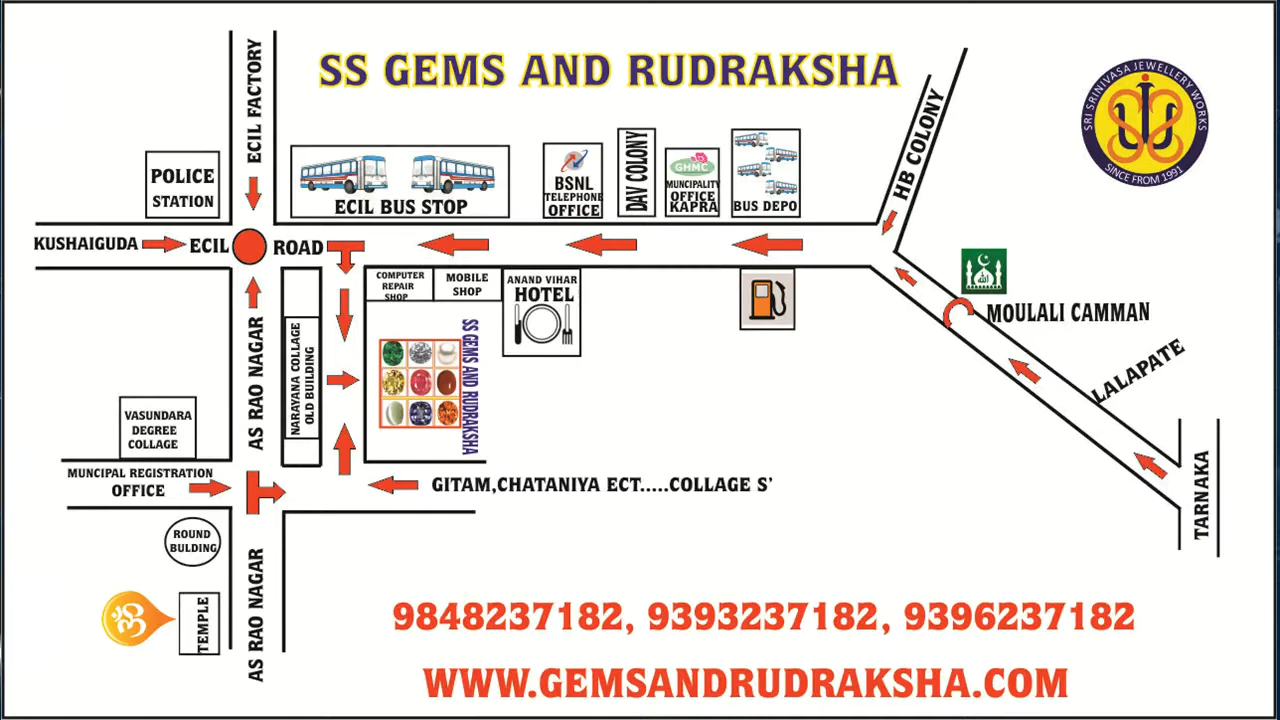 SS GEMS AND RUDRAKSHA
SRI SRINIVASA JEWELLERY WORKS
SINCE FROM 1991
ECIL FACTORY
POLICE
STATION
ECIL BUS STOP
BSNL
TELEPHONE
OFFICE
DAV COLONY
GHMC
MUNCIPALITY
OFFICE
KAPRA
BUS DEPO
HB COLONY
KUSHAIGUDA
ECIL
ROAD
COMPUTER
REPAIR
SHOP
MOBILE
SHOP
ANAND VIHAR
HOTEL
MOULALI CAMMAN
LALAPATE
TARNAKA
AS RAO NAGAR
NARAYANA COLLAGE
OLD BUILDING
SS GEMS AND RUDRAKSHA
VASUNDARA
DEGREE
COLLAGE
MUNCIPAL REGISTRATION
OFFICE
GITAM,CHATANIYA ECT.....COLLAGE S'
ROUND
BULDING
ॐ
TEMPLE
AS RAO NAGAR
9848237182, 9393237182, 9396237182
WWW.GEMSANDRUDRAKSHA.COM